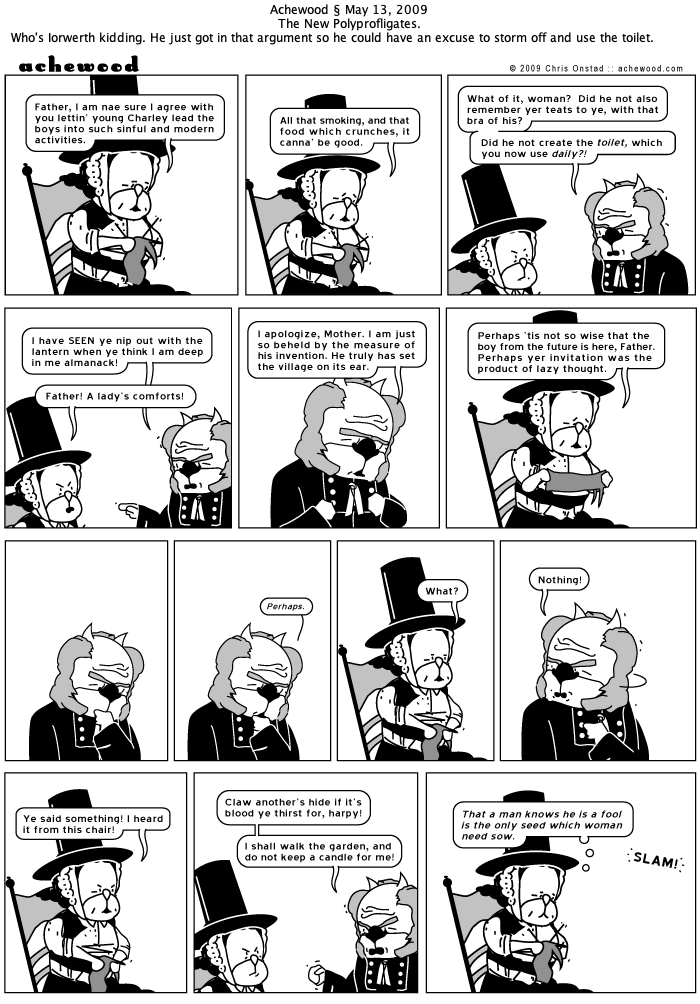 Achewood § May 13, 2009
The New Polyprofligates.
Who's Iorwerth kidding. He just got in that argument so he could have an excuse to storm off and use the toilet.
achewood
© 2009 Chris Onstad :: achewood.com
Father, I am nae sure I agree with
you lettin' young Charley lead the
boys into such sinful and modern
activities.
All that smoking, and that
food which crunches, it
canna' be good.
What of it, woman? Did he not also
remember yer teats to ye, with that
bra of his?
Did he not create the toilet, which
you now use daily?!
I have SEEN ye nip out with the
lantern when ye think I am deep
in me almanack!
Father! A lady's comforts!
I apologize, Mother. I am just
so beheld by the measure of
his invention. He truly has set
the village on its ear.
Perhaps 'tis not so wise that the
boy from the future is here, Father.
Perhaps yer invitation was the
product of lazy thought.
Perhaps.
What?
Nothing!
Ye said something! I heard
it from this chair!
Claw another's hide if it's
blood ye thirst for, harpy!
I shall walk the garden, and
do not keep a candle for me!
That a man knows he is a fool
is the only seed which woman
need sow.
SLAM!